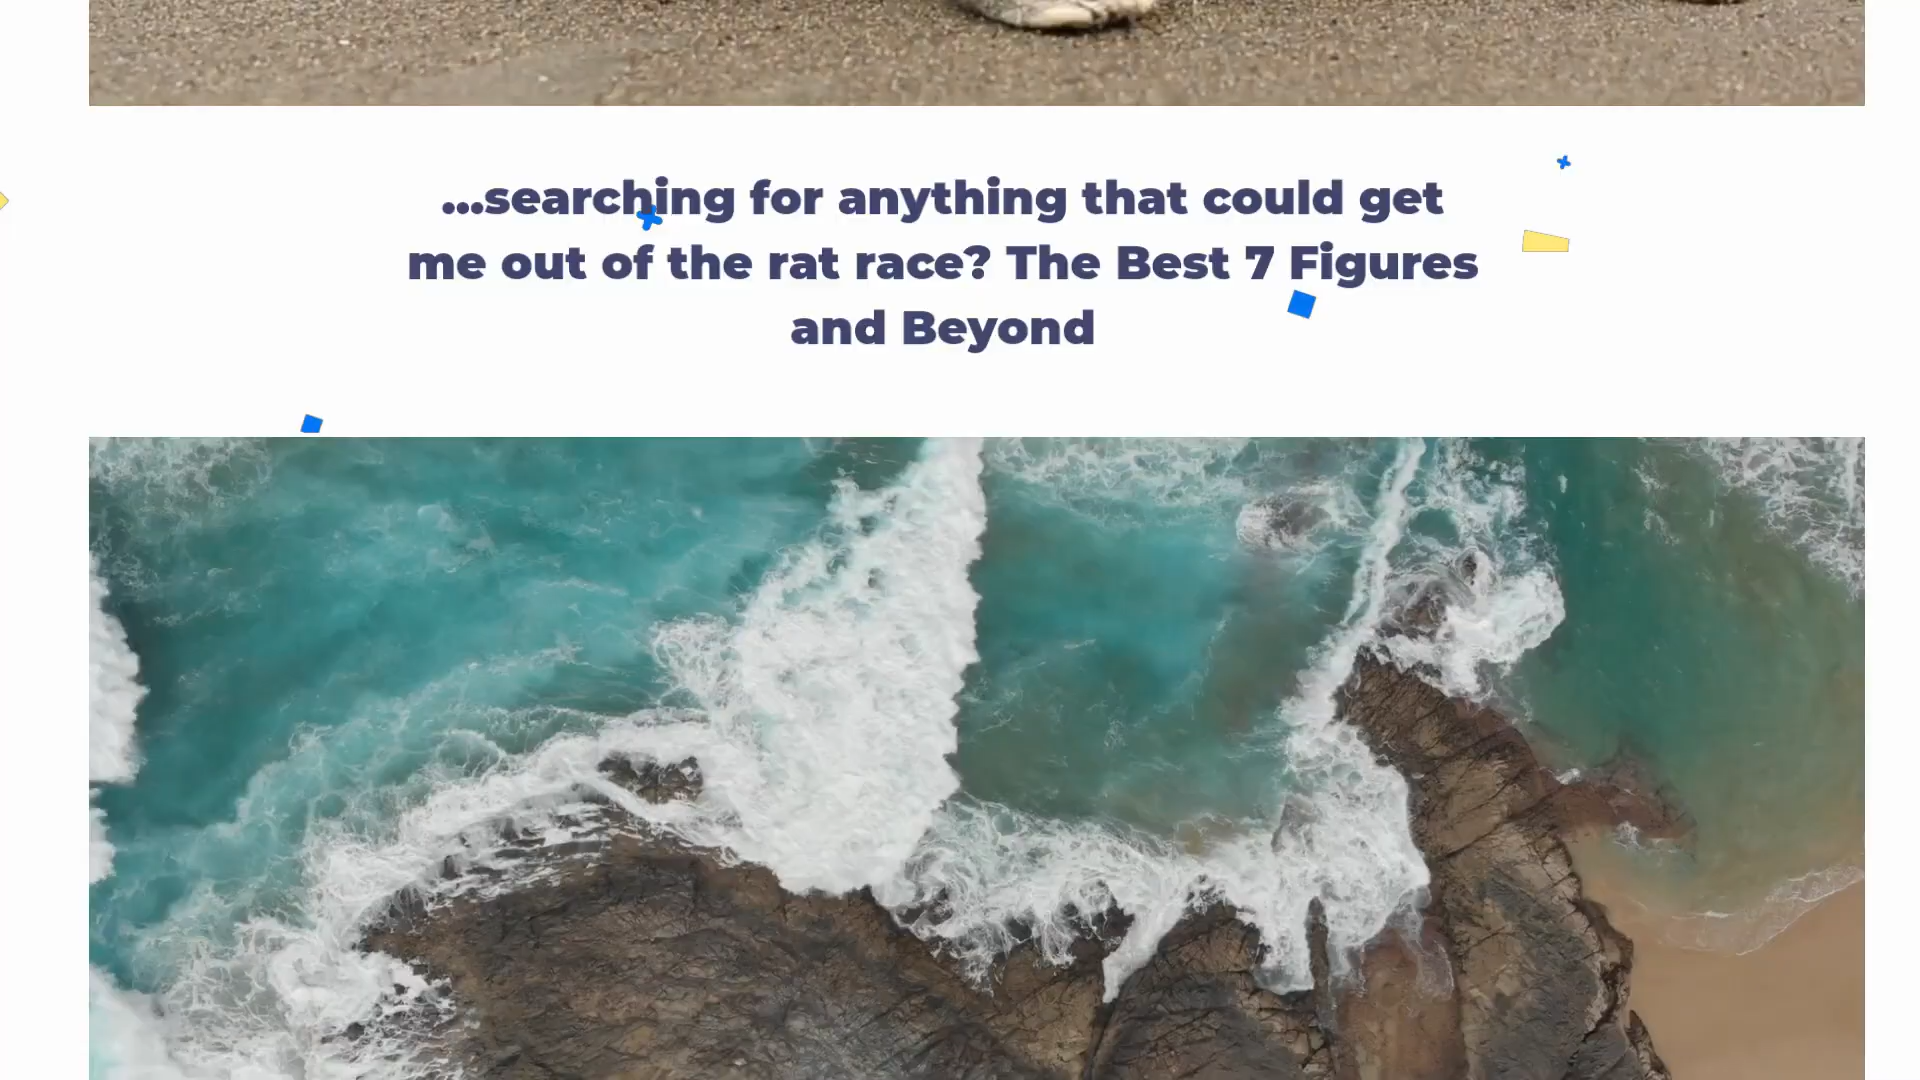 ...searching for anything that could get
me out of the rat race? The Best 7 Figures
and Beyond